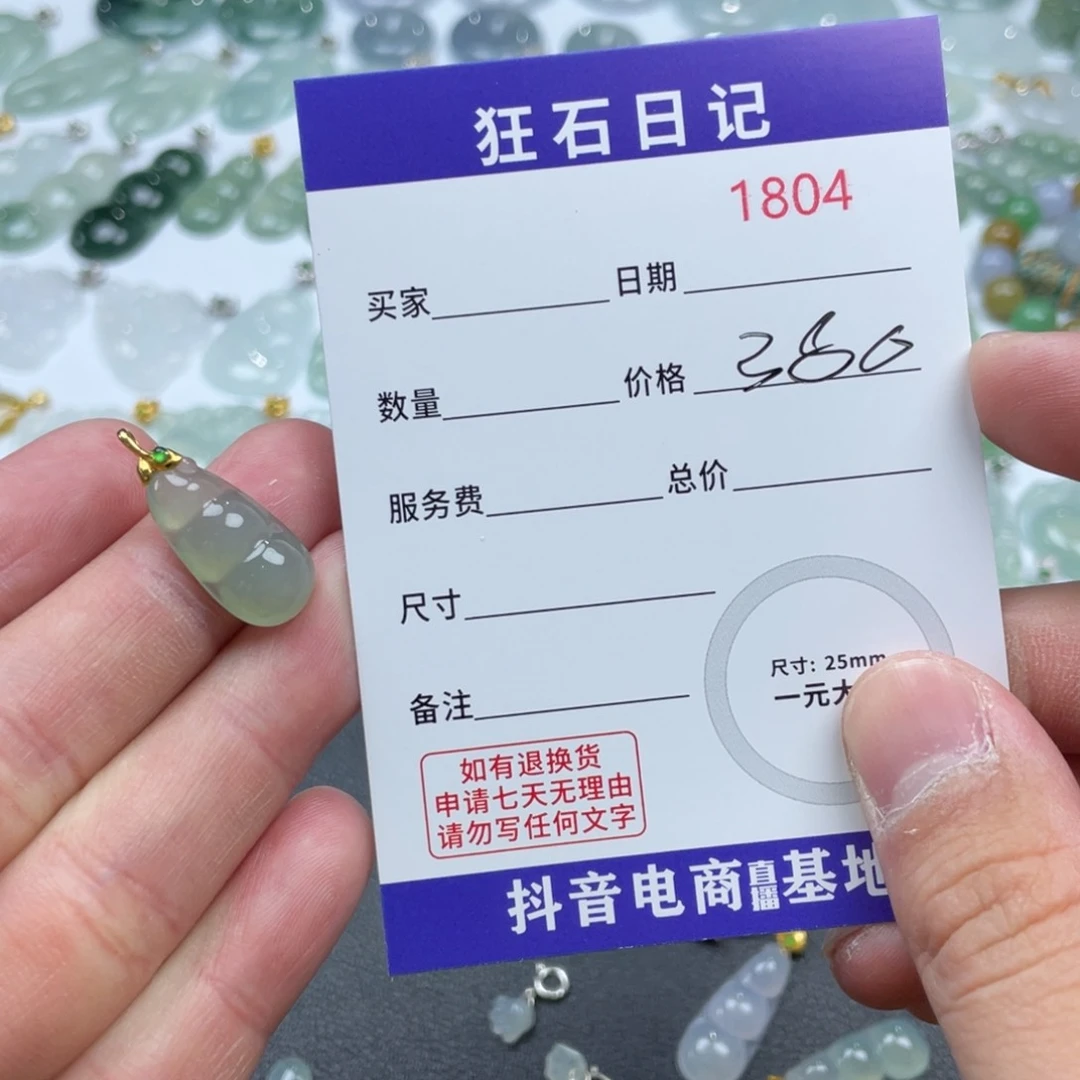 狂石日记
1804
买家 日期
数量 价格 380
服务费 总价
尺寸
尺寸: 25mm
一元大
备注
如有退换货
申请七天无理由
请勿写任何文字
抖音电商直播基地